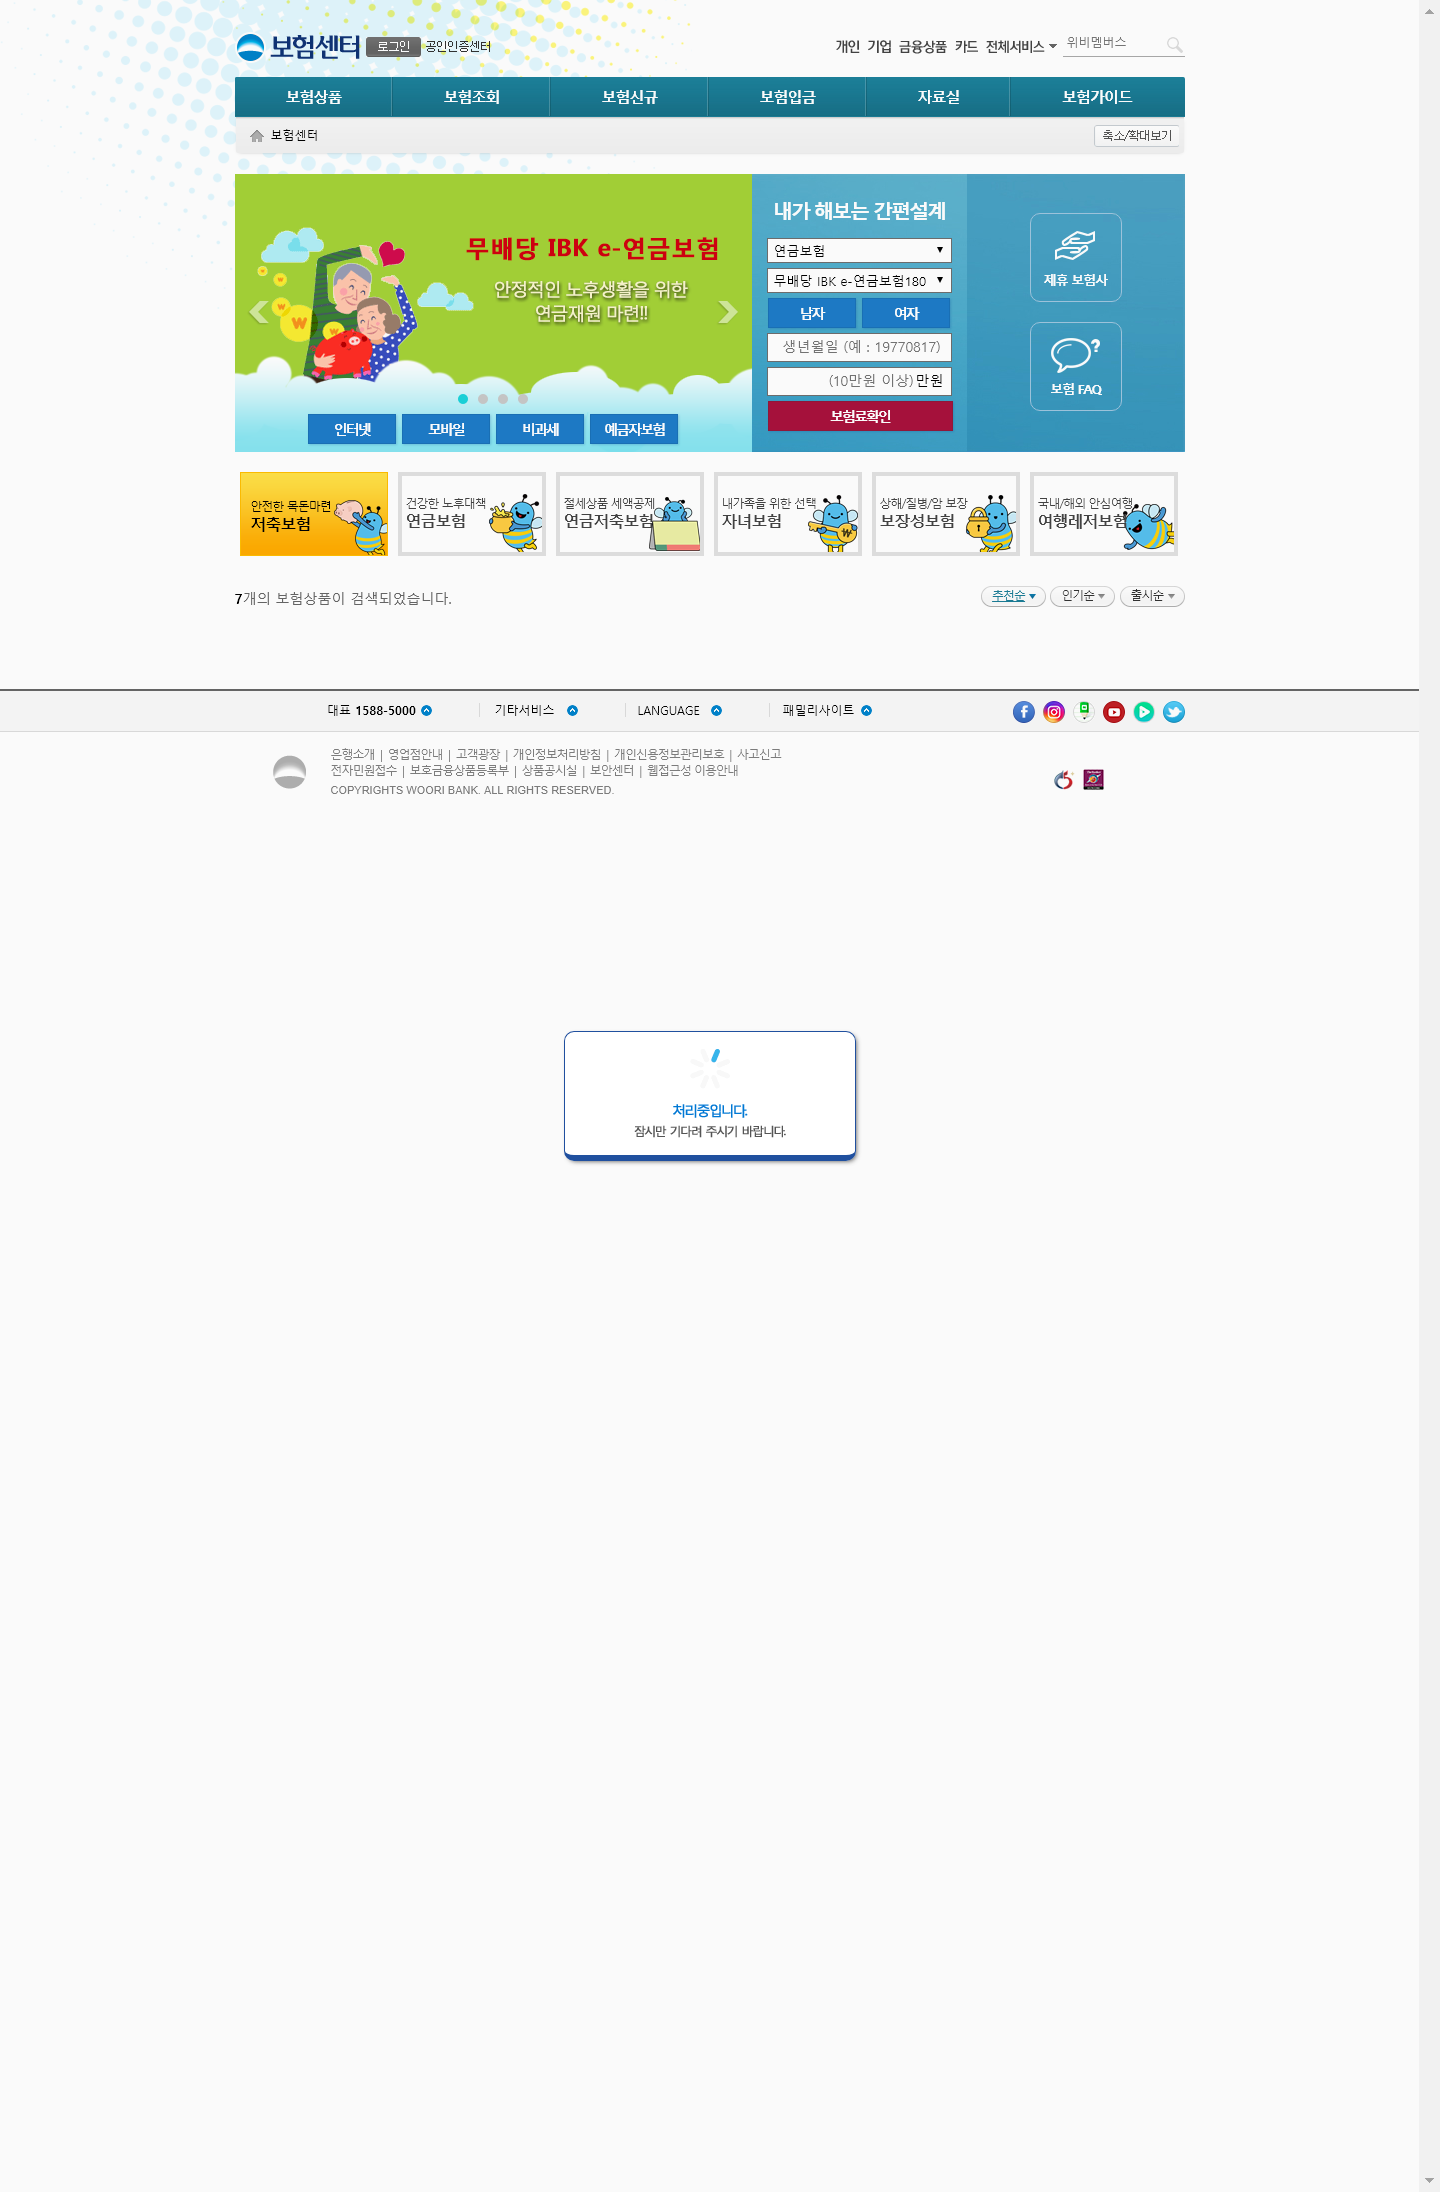 보험센터 로그인 공인인증센터
개인 기업 금융상품 카드 전체서비스 위비멤버스
보험상품 보험조회 보험신규 보험입금 자료실 보험가이드
보험센터 축소/확대보기
무배당 IBK e-연금보험
안정적인 노후생활을 위한
연금재원 마련!!
인터넷 모바일 비과세 예금자보험
내가 해보는 간편설계
연금보험
무배당 IBK e-연금보험180
남자 여자
생년월일 (예 : 19770817)
(10만원 이상) 만원
보험료확인
제휴 보험사
보험 FAQ
안전한 목돈마련
저축보험
건강한 노후대책
연금보험
절세상품 세액공제
연금저축보험
내가족을 위한 선택
자녀보험
상해/질병/암 보장
보장성보험
국내/해외 안심여행
여행레저보험
7개의 보험상품이 검색되었습니다.
추천순 인기순 출시순
대표 1588-5000 기타서비스 LANGUAGE 패밀리사이트
은행소개 | 영업점안내 | 고객광장 | 개인정보처리방침 | 개인신용정보관리보호 | 사고신고
전자민원접수 | 보호금융상품등록부 | 상품공시실 | 보안센터 | 웹접근성 이용안내
COPYRIGHTS WOORI BANK. ALL RIGHTS RESERVED.
처리중입니다.
잠시만 기다려 주시기 바랍니다.